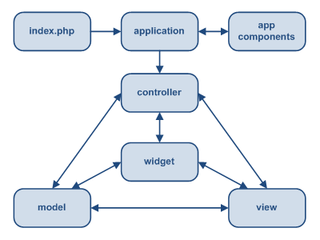 index.php
application
app
components
controller
widget
model
view